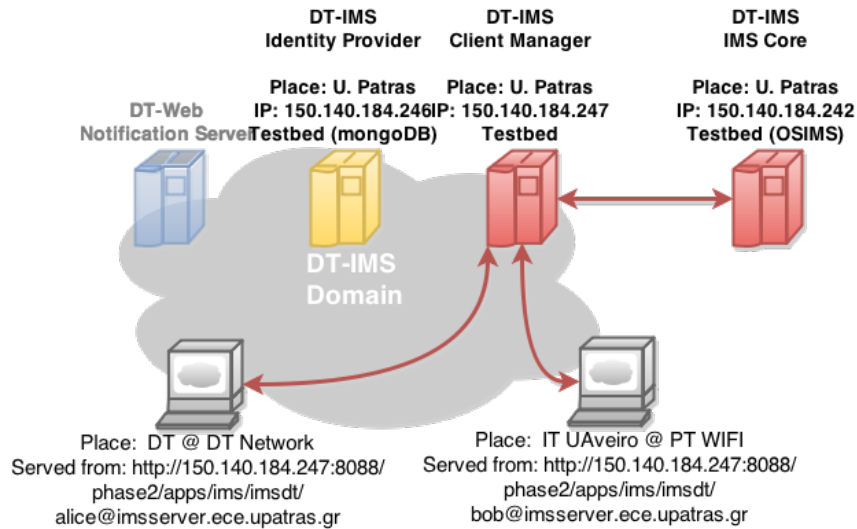 DT-IMS
Identity Provider
Place: U. Patras
IP: 150.140.184.246
Testbed (mongoDB)
DT-IMS
Client Manager
Place: U. Patras
IP: 150.140.184.247
Testbed
DT-IMS
IMS Core
Place: U. Patras
IP: 150.140.184.242
Testbed (OSIMS)
DT-Web
Notification Server
DT-IMS
Domain
Place: DT @ DT Network
Served from: http://150.140.184.247:8088/
phase2/apps/ims/imsdt/
alice@imsserver.ece.upatras.gr
Place: IT UAveiro @ PT WIFI
Served from: http://150.140.184.247:8088/
phase2/apps/ims/imsdt/
bob@imsserver.ece.upatras.gr